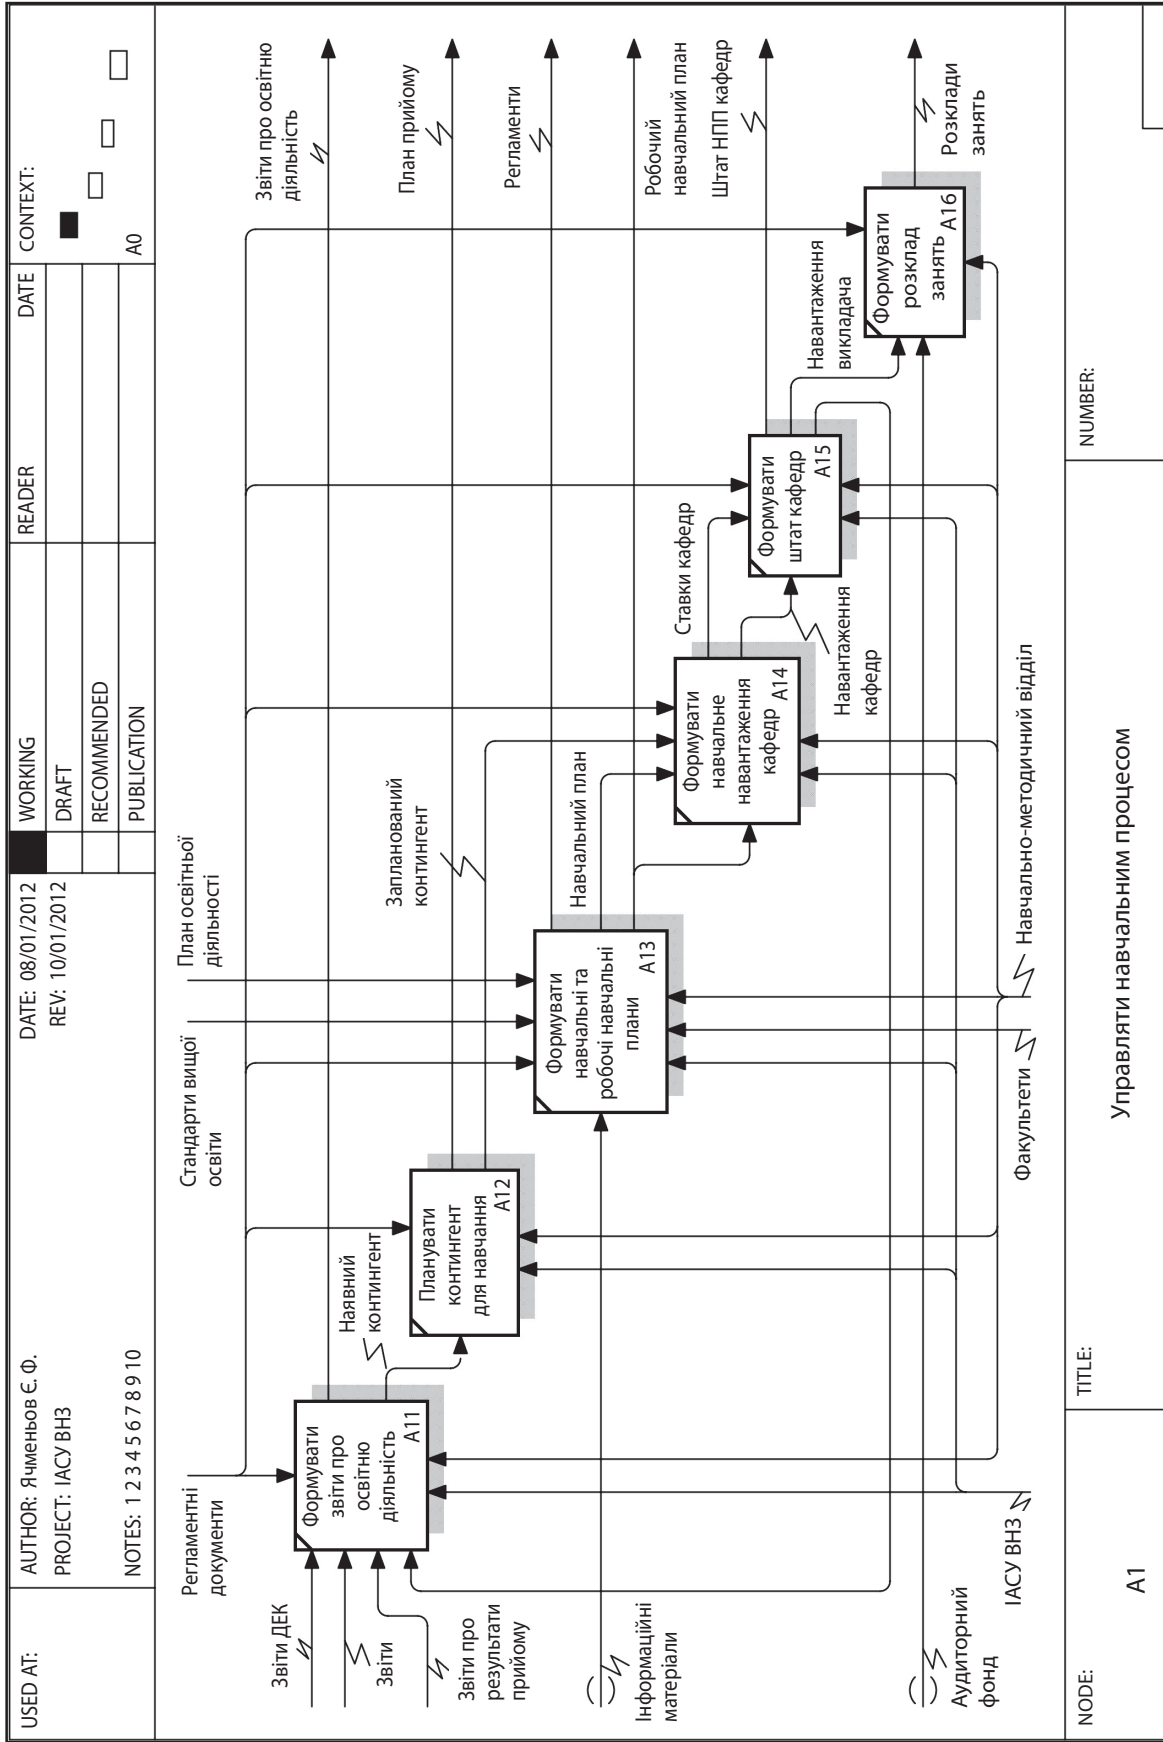 USED AT:
AUTHOR: Ячменьов Є. Ф.
PROJECT: ІАСУ ВНЗ
NOTES: 1 2 3 4 5 6 7 8 9 10
DATE: 08/01/2012
REV: 10/01/2012
WORKING
DRAFT
RECOMMENDED
PUBLICATION
READER
DATE
CONTEXT:
A0
Регламентні
документи
Стандарти вищої
освіти
План освітньої
діяльності
Звіти про освітню
діяльність
Звіти ДЕК
Звіти
Звіти про
результати
прийому
Формувати
звіти про
освітню
діяльність
A11
Наявний
контингент
Планувати
контингент
для навчання
A12
Запланований
контингент
План прийому
Інформаційні
матеріали
Формувати
навчальні та
робочі навчальні
плани
A13
Навчальний план
Регламенти
Робочий
навчальний план
Формувати
навчальне
навантаження
кафедр
A14
Ставки кафедр
Навантаження
кафедр
Формувати
штат кафедр
A15
Штат НПП кафедр
Навантаження
викладача
Аудиторний
фонд
Формувати
розклад
занять
A16
Розклади
занять
ІАСУ ВНЗ
Факультети
Навчально-методичний відділ
NODE:
A1
TITLE:
Управляти навчальним процесом
NUMBER: